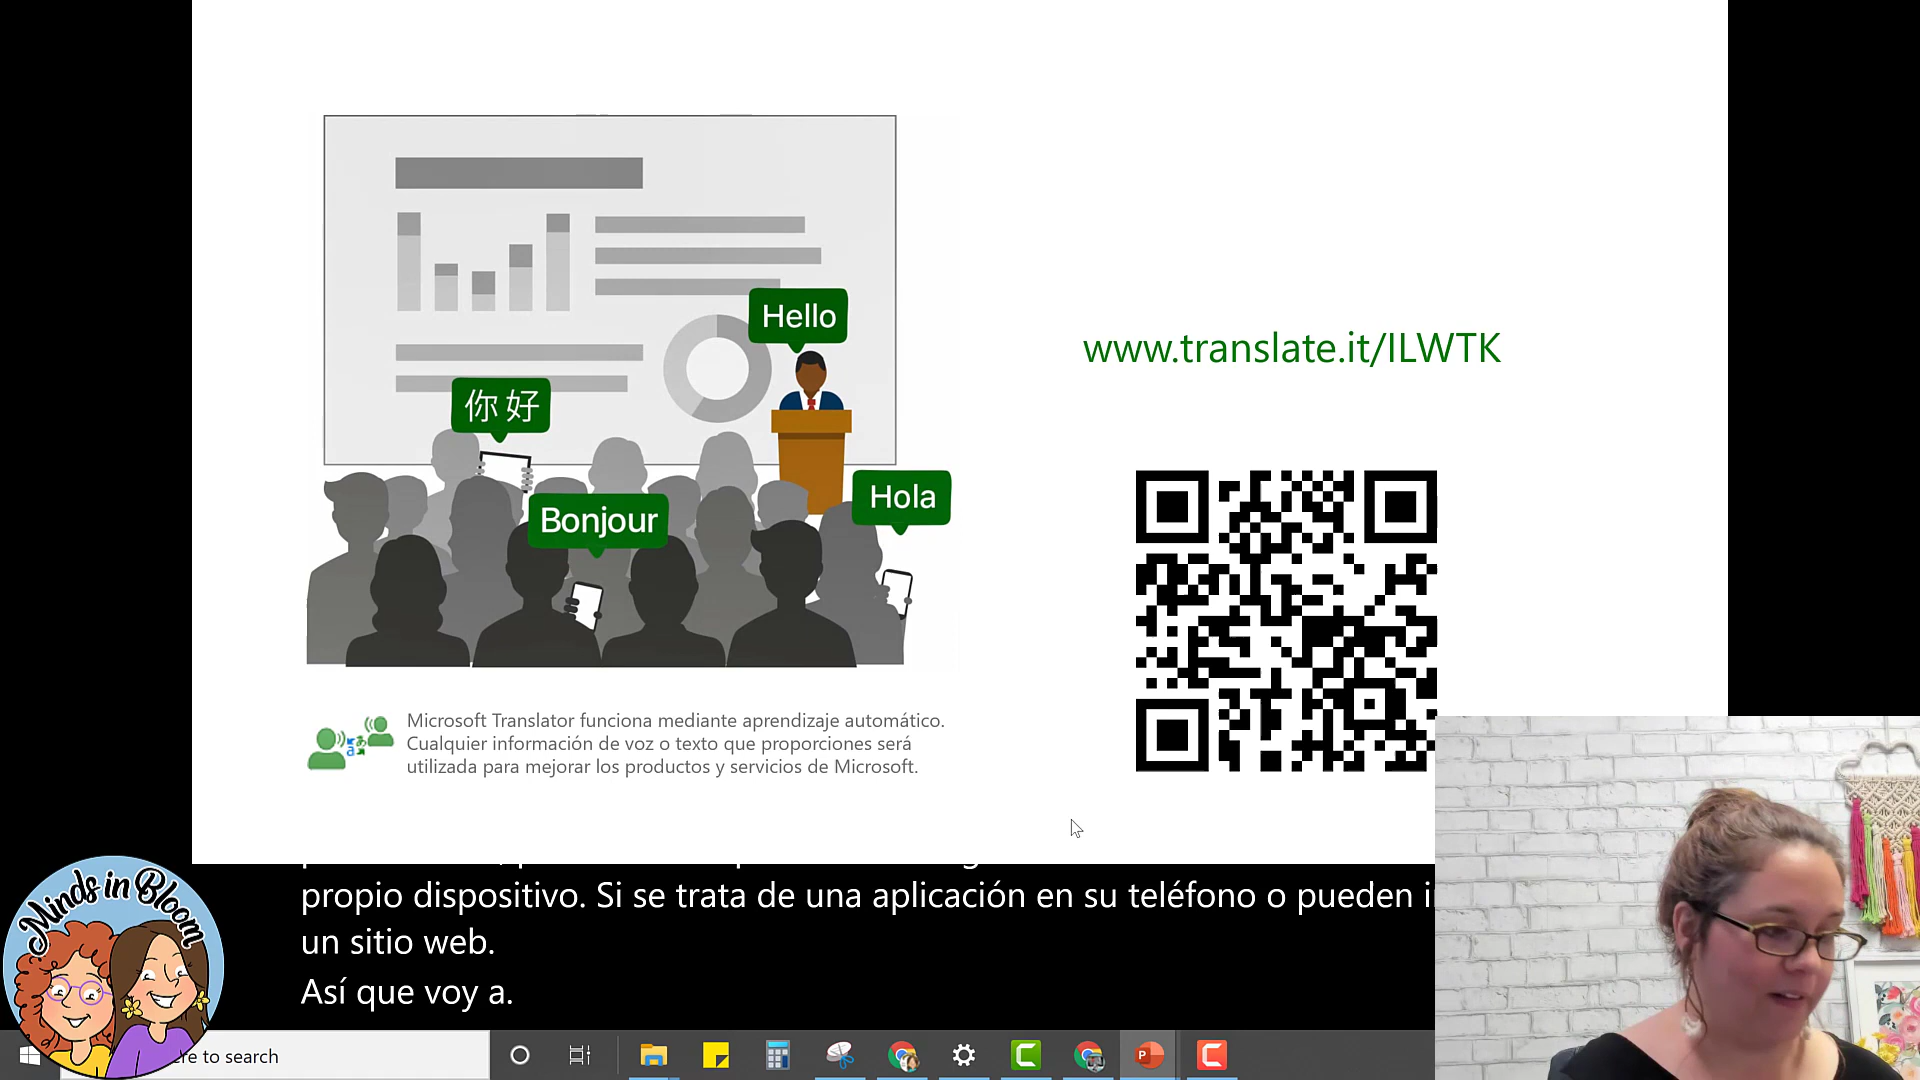 Hello
www.translate.it/ILWTK
你好
Hola
Bonjour
Microsoft Translator funciona mediante aprendizaje automático.
Cualquier información de voz o texto que proporciones será
utilizada para mejorar los productos y servicios de Microsoft.
propio dispositivo. Si se trata de una aplicación en su teléfono o pueden
un sitio web.
Así que voy a.
Minds in Bloom
to search